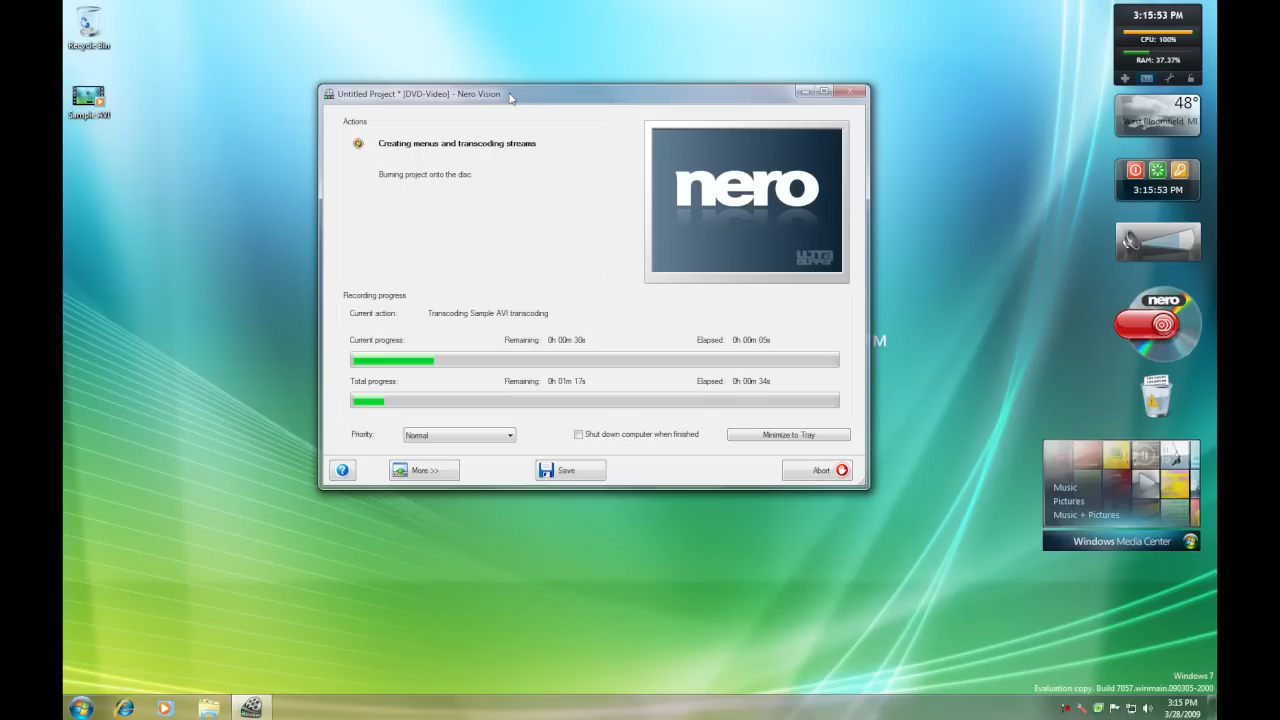 Recycle Bin
Sample AVI
Untitled Project * [DVD-Video] - Nero Vision
Actions
Creating menus and transcoding streams
Burning project onto the disc
nero
ULTRA
BUFFER
Recording progress
Current action: Transcoding Sample AVI transcoding
Current progress: Remaining: 0h 00m 30s Elapsed: 0h 00m 05s
Total progress: Remaining: 0h 01m 17s Elapsed: 0h 00m 34s
Priority: Normal Shut down computer when finished Minimize to Tray
? More >> Save Abort
PM
3:15:53 PM
CPU: 100%
RAM: 37.37%
48°
West Bloomfield, MI
3:15:53 PM
nero
Music
Pictures
Music + Pictures
Windows Media Center
Windows 7
Evaluation copy. Build 7057.winmain.090305-2000
3:15 PM
3/28/2009